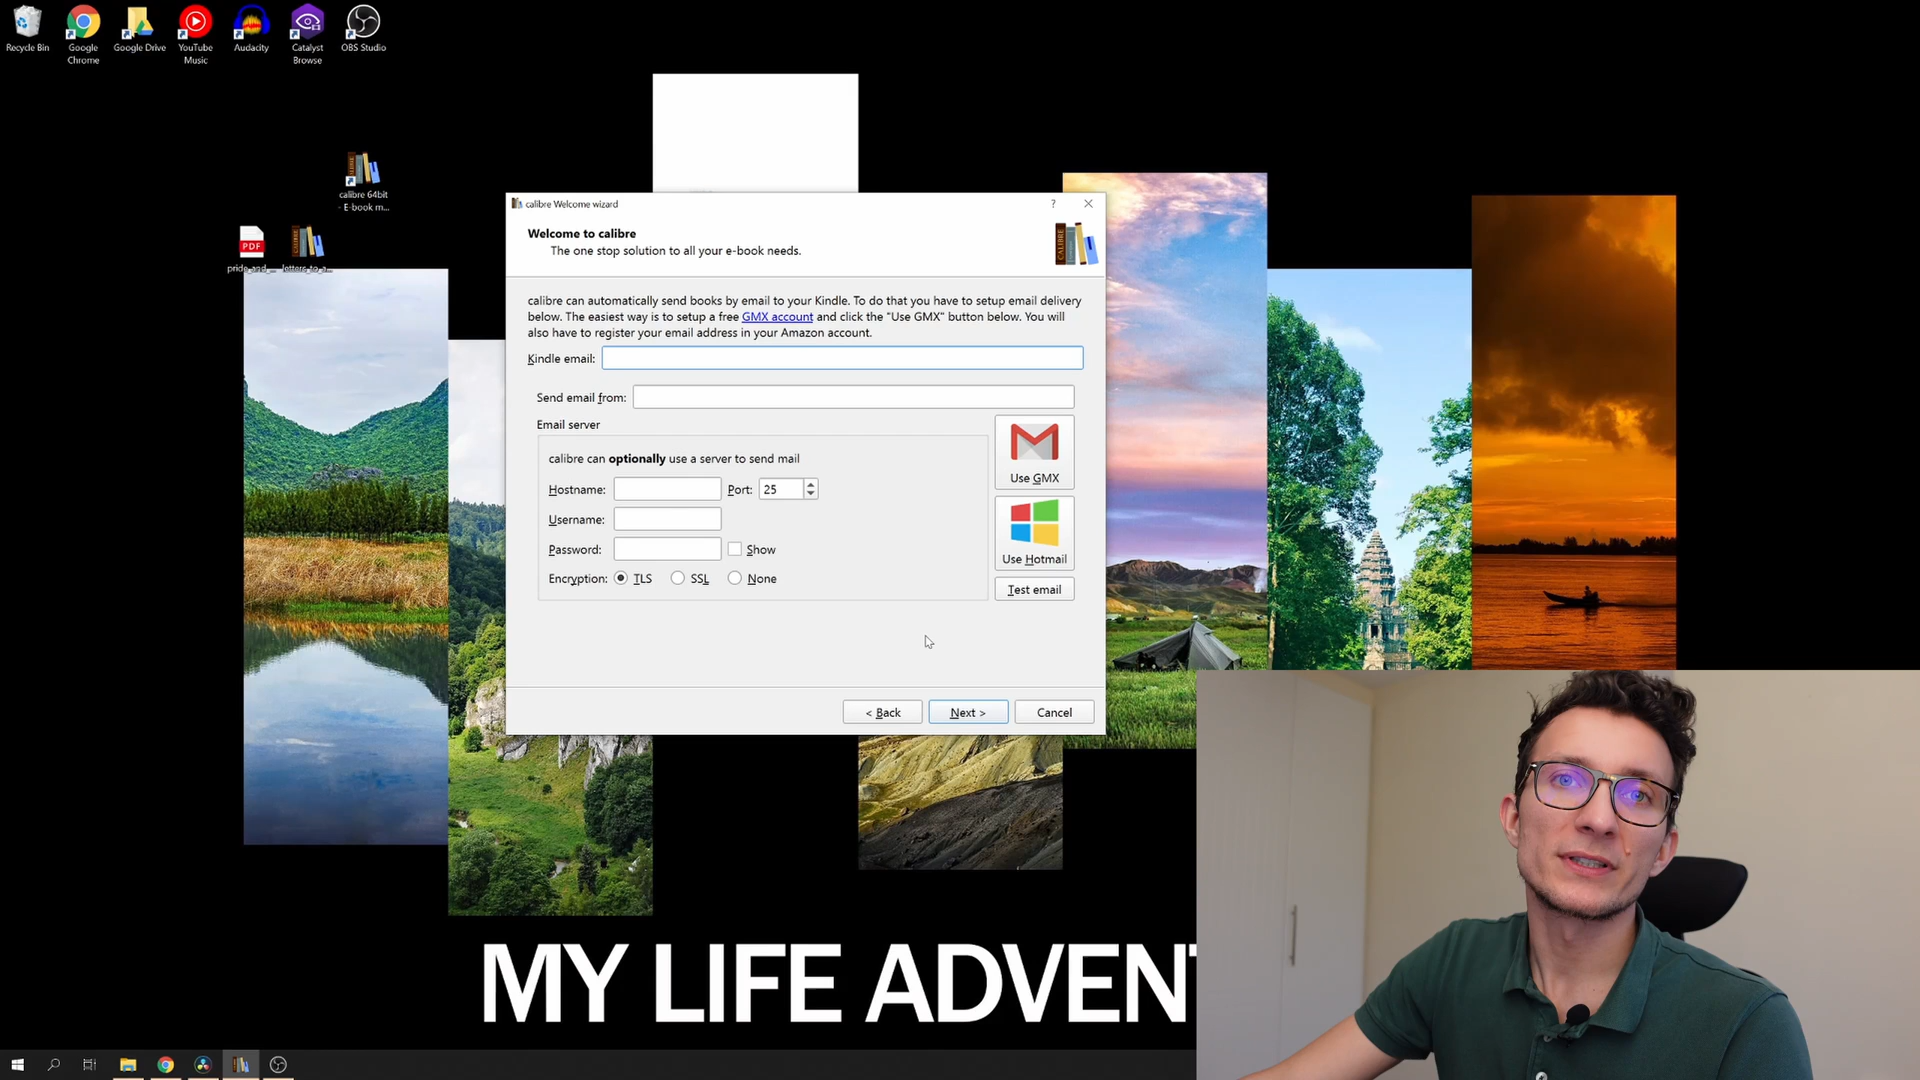 Recycle Bin
Google
Chrome
Google Drive
YouTube
Music
Audacity
Catalyst
Browse
OBS Studio
calibre 64bit
- E-book m...
PDF
pride_and_...
letters_to_a...
calibre Welcome wizard
?
Welcome to calibre
The one stop solution to all your e-book needs.
CALIBRE
calibre can automatically send books by email to your Kindle. To do that you have to setup email delivery
below. The easiest way is to setup a free GMX account and click the "Use GMX" button below. You will
also have to register your email address in your Amazon account.
Kindle email:
Send email from:
Email server
calibre can optionally use a server to send mail
Hostname:
Port: 25
Username:
Password:
Show
Encryption: TLS SSL None
Use GMX
Use Hotmail
Test email
< Back
Next >
Cancel
MY LIFE ADVENT